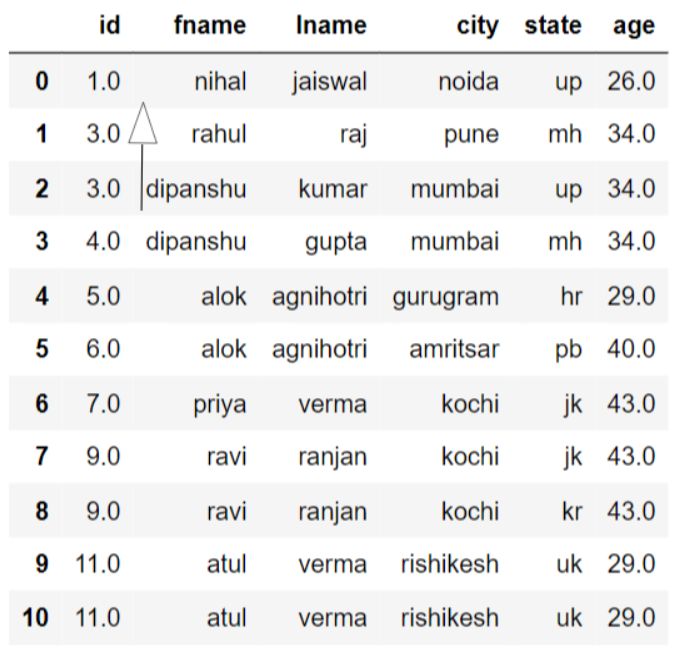 id fname lname city state age
0 1.0 nihal jaiswal noida up 26.0
1 3.0 rahul raj pune mh 34.0
2 3.0 dipanshu kumar mumbai up 34.0
3 4.0 dipanshu gupta mumbai mh 34.0
4 5.0 alok agnihotri gurugram hr 29.0
5 6.0 alok agnihotri amritsar pb 40.0
6 7.0 priya verma kochi jk 43.0
7 9.0 ravi ranjan kochi jk 43.0
8 9.0 ravi ranjan kochi kr 43.0
9 11.0 atul verma rishikesh uk 29.0
10 11.0 atul verma rishikesh uk 29.0